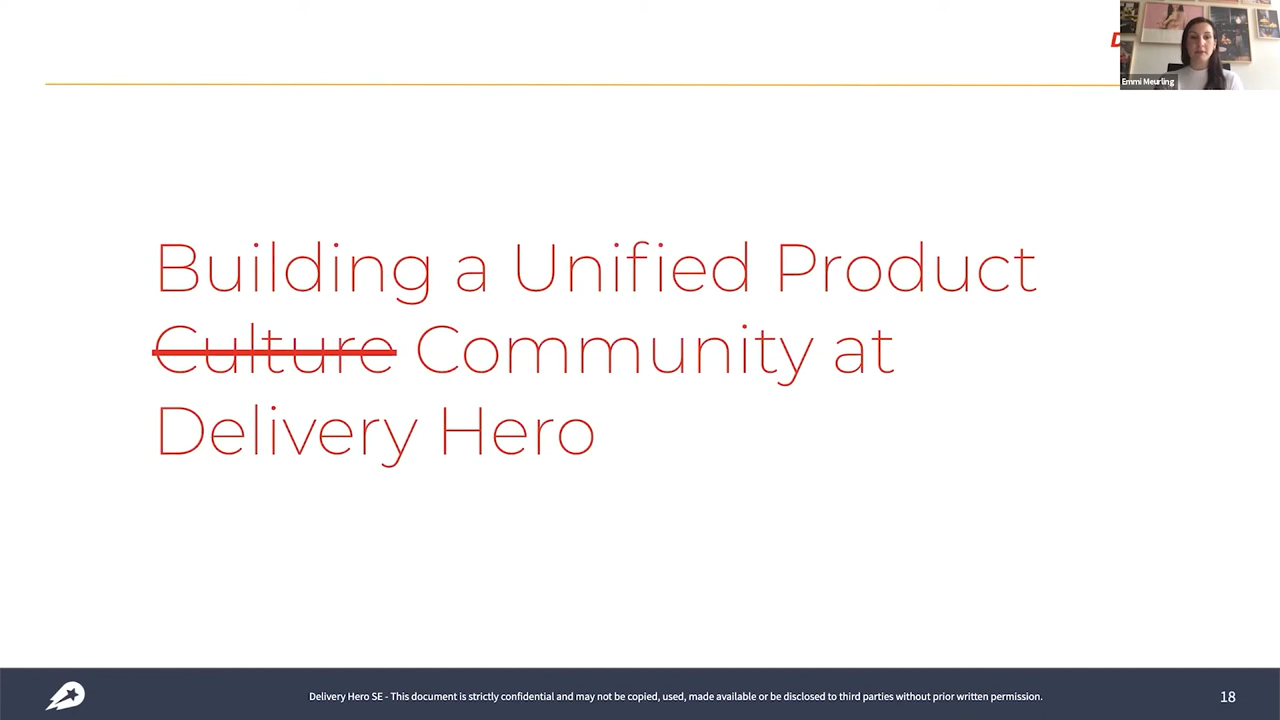 Emmi Meurling
Building a Unified Product
Culture Community at
Delivery Hero
Delivery Hero SE - This document is strictly confidential and may not be copied, used, made available or be disclosed to third parties without prior written permission.
18